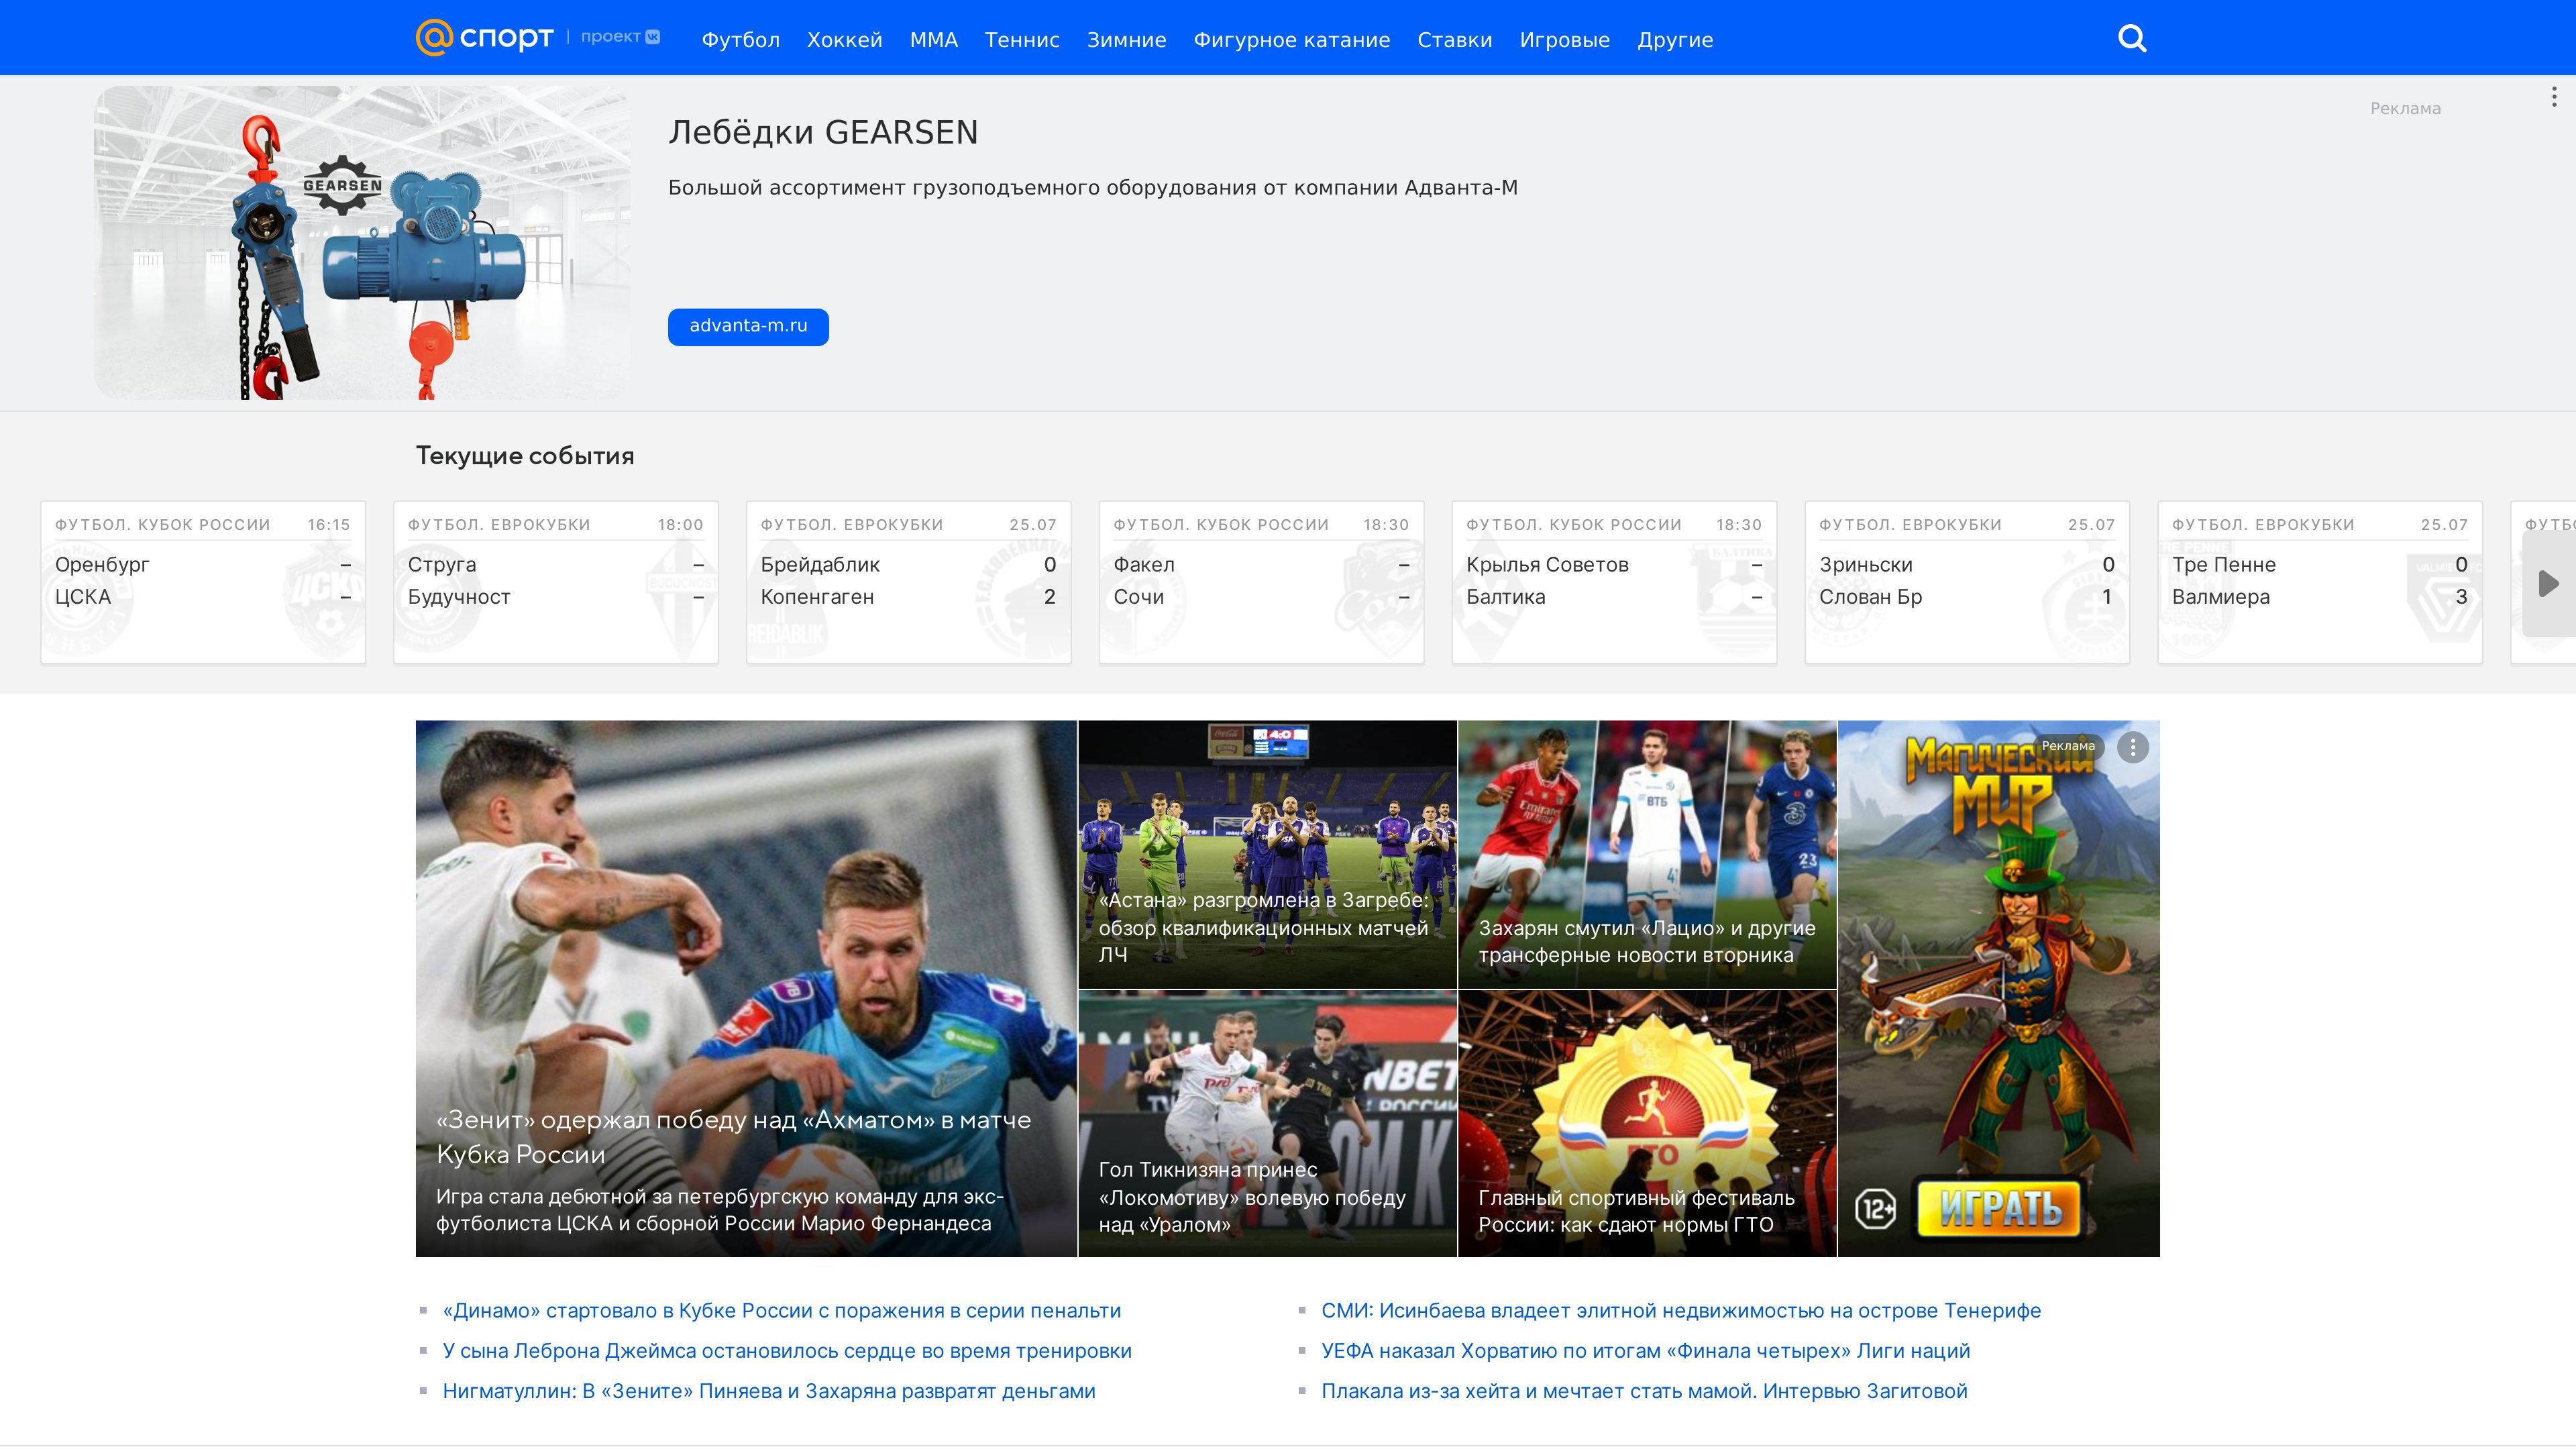 @спорт
проект
Футбол
Хоккей
ММА
Теннис
Зимние
Фигурное катание
Ставки
Игровые
Другие
Реклама
GEARSEN
Лебёдки GEARSEN
Большой ассортимент грузоподъемного оборудования от компании Адванта-М
advanta-m.ru
Текущие события
ФУТБОЛ. КУБОК РОССИИ 16:15
Оренбург –
ЦСКА –
ФУТБОЛ. ЕВРОКУБКИ 18:00
Струга –
Будучност –
ФУТБОЛ. ЕВРОКУБКИ 25.07
Брейдаблик 0
Копенгаген 2
ФУТБОЛ. КУБОК РОССИИ 18:30
Факел –
Сочи –
ФУТБОЛ. КУБОК РОССИИ 18:30
Крылья Советов –
Балтика –
ФУТБОЛ. ЕВРОКУБКИ 25.07
Зриньски 0
Слован Бр 1
ФУТБОЛ. ЕВРОКУБКИ 25.07
Тре Пенне 0
Валмиера 3
«Зенит» одержал победу над «Ахматом» в матче
Кубка России
Игра стала дебютной за петербургскую команду для экс-
футболиста ЦСКА и сборной России Марио Фернандеса
«Астана» разгромлена в Загребе:
обзор квалификационных матчей
ЛЧ
Захарян смутил «Лацио» и другие
трансферные новости вторника
Гол Тикнизяна принес
«Локомотиву» волевую победу
над «Уралом»
Главный спортивный фестиваль
России: как сдают нормы ГТО
Реклама
Магический
мир
12+
ИГРАТЬ
«Динамо» стартовало в Кубке России с поражения в серии пенальти
У сына Леброна Джеймса остановилось сердце во время тренировки
Нигматуллин: В «Зените» Пиняева и Захаряна развратят деньгами
СМИ: Исинбаева владеет элитной недвижимостью на острове Тенерифе
УЕФА наказал Хорватию по итогам «Финала четырех» Лиги наций
Плакала из-за хейта и мечтает стать мамой. Интервью Загитовой